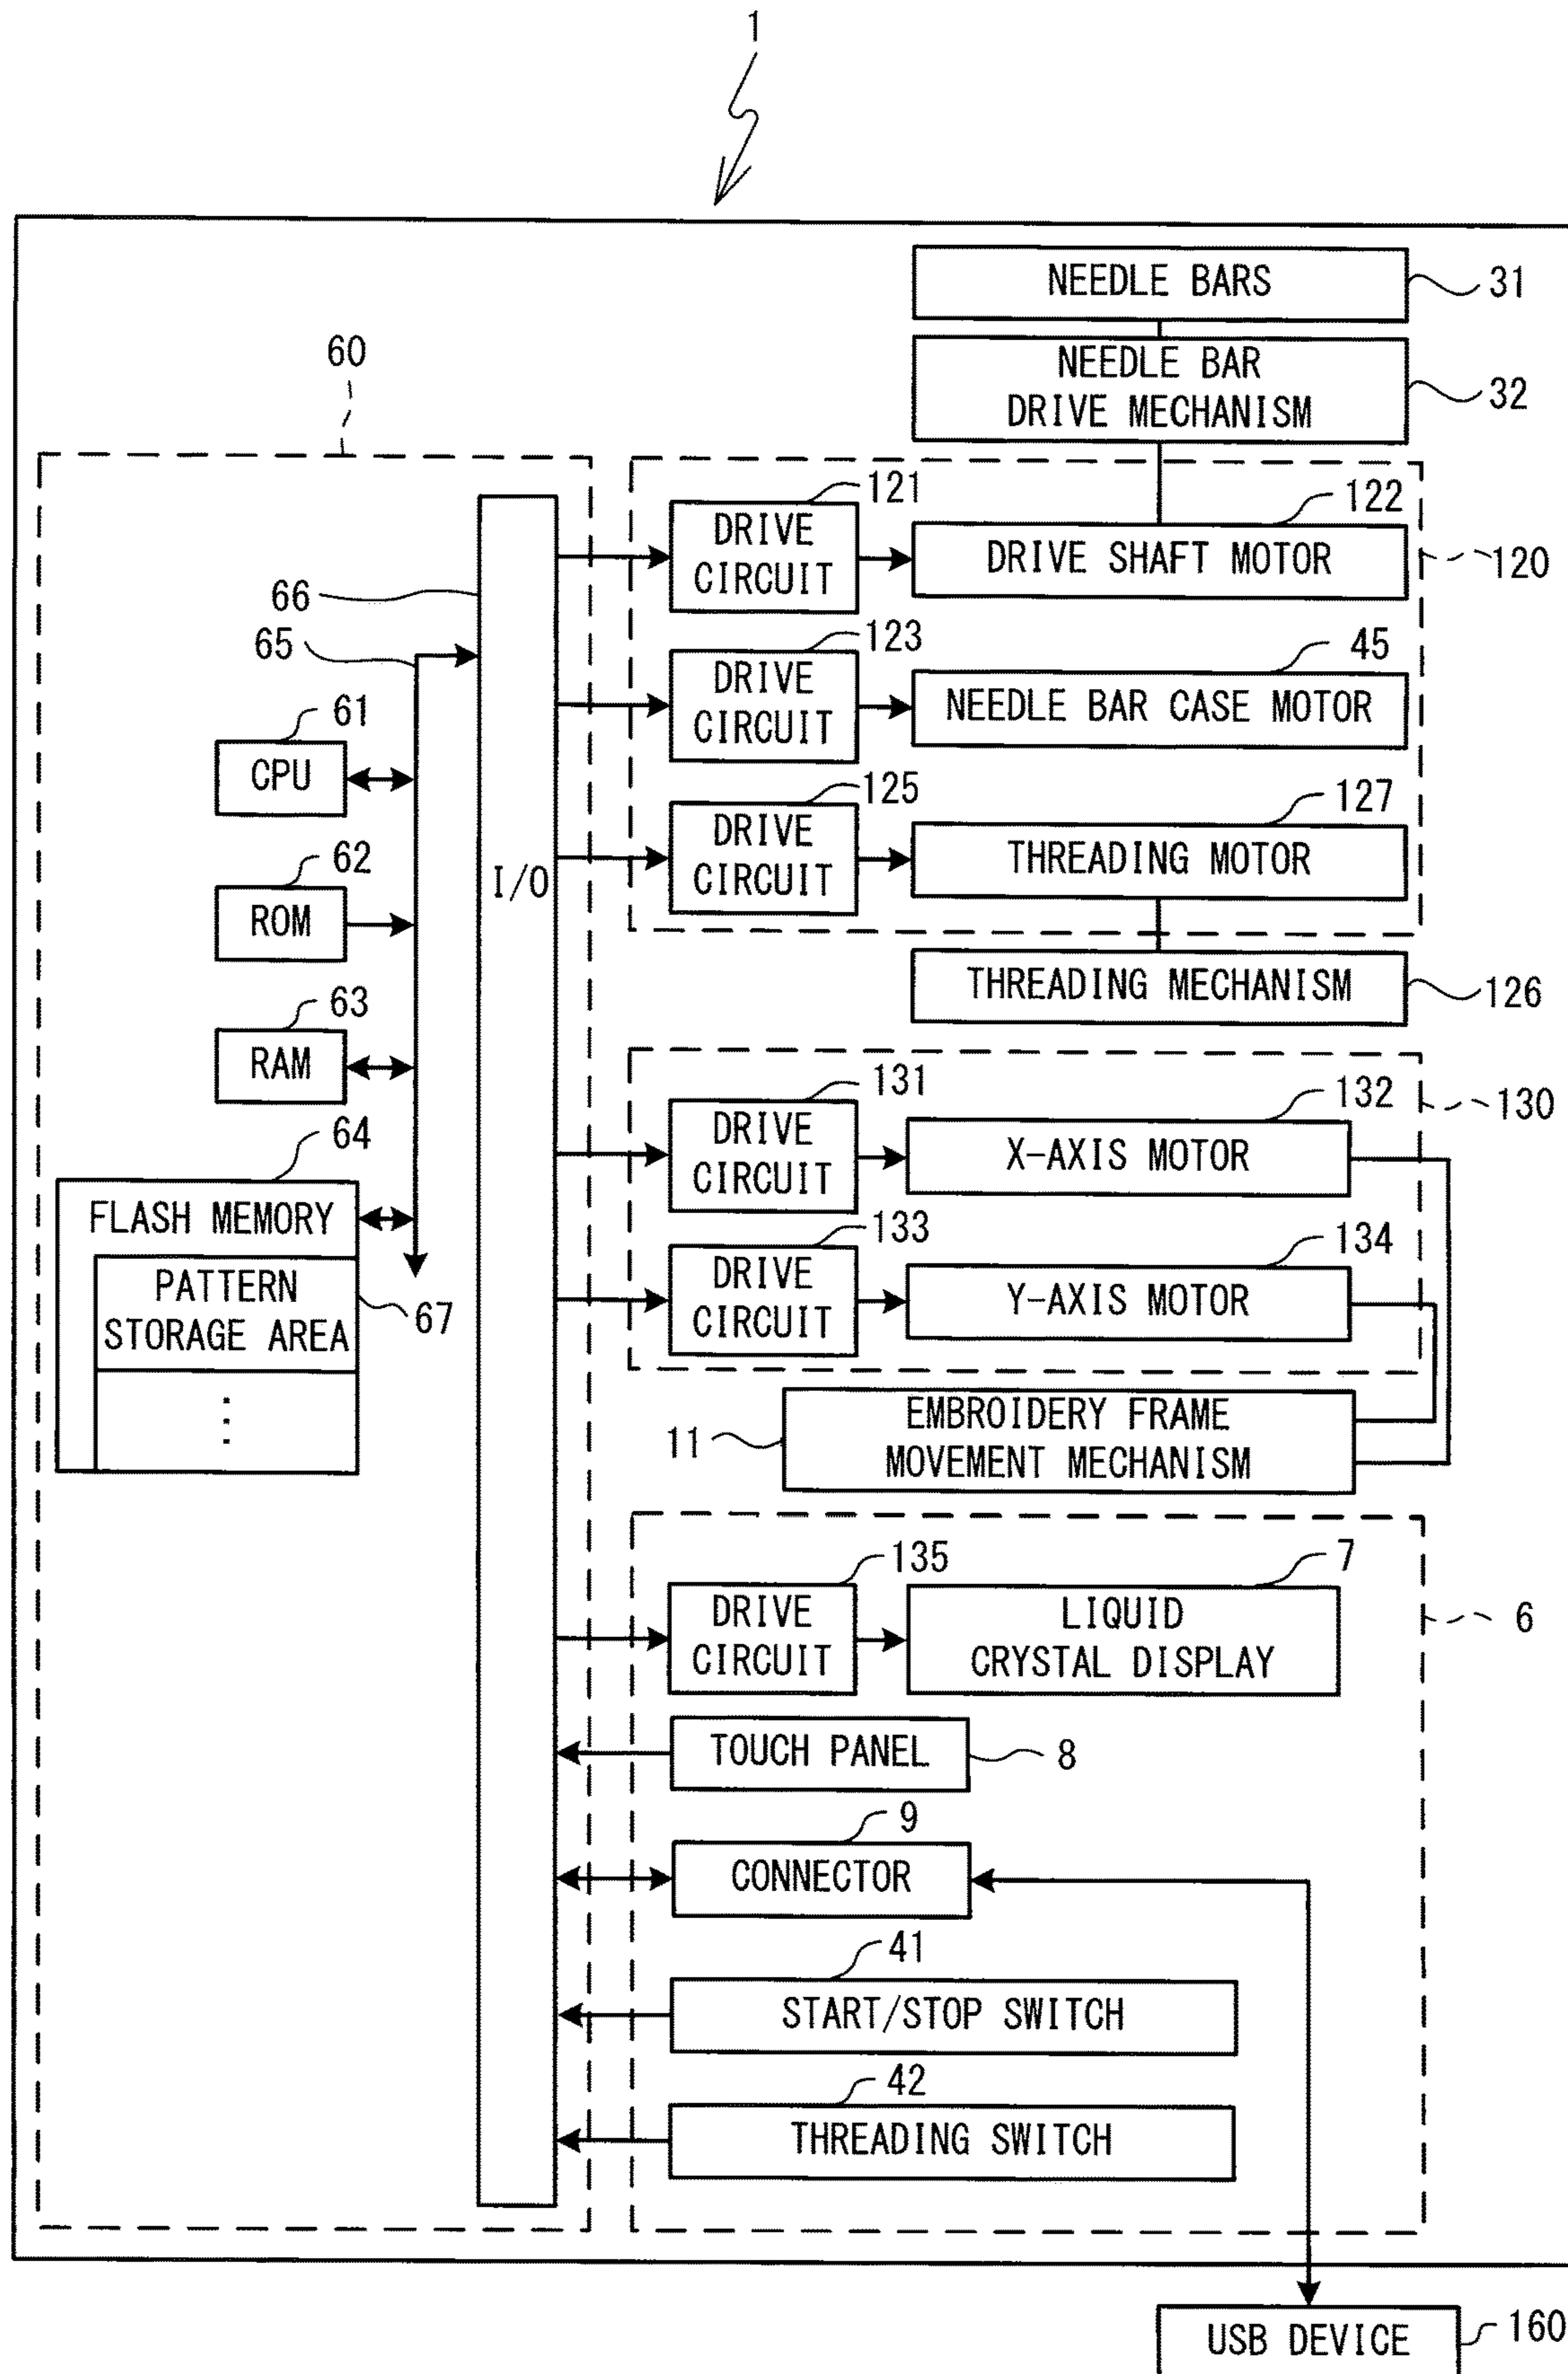 1
NEEDLE BARS
31
NEEDLE BAR
DRIVE MECHANISM
32
60
121
DRIVE
CIRCUIT
122
DRIVE SHAFT MOTOR
120
66
65
123
DRIVE
CIRCUIT
45
NEEDLE BAR CASE MOTOR
61
CPU
125
DRIVE
CIRCUIT
127
THREADING MOTOR
62
ROM
I/O
THREADING MECHANISM
126
63
RAM
131
DRIVE
CIRCUIT
132
X-AXIS MOTOR
130
64
FLASH MEMORY
PATTERN
STORAGE AREA
67
133
DRIVE
CIRCUIT
134
Y-AXIS MOTOR
11
EMBROIDERY FRAME
MOVEMENT MECHANISM
135
DRIVE
CIRCUIT
7
LIQUID
CRYSTAL DISPLAY
6
TOUCH PANEL
8
9
CONNECTOR
41
START/STOP SWITCH
42
THREADING SWITCH
USB DEVICE
160